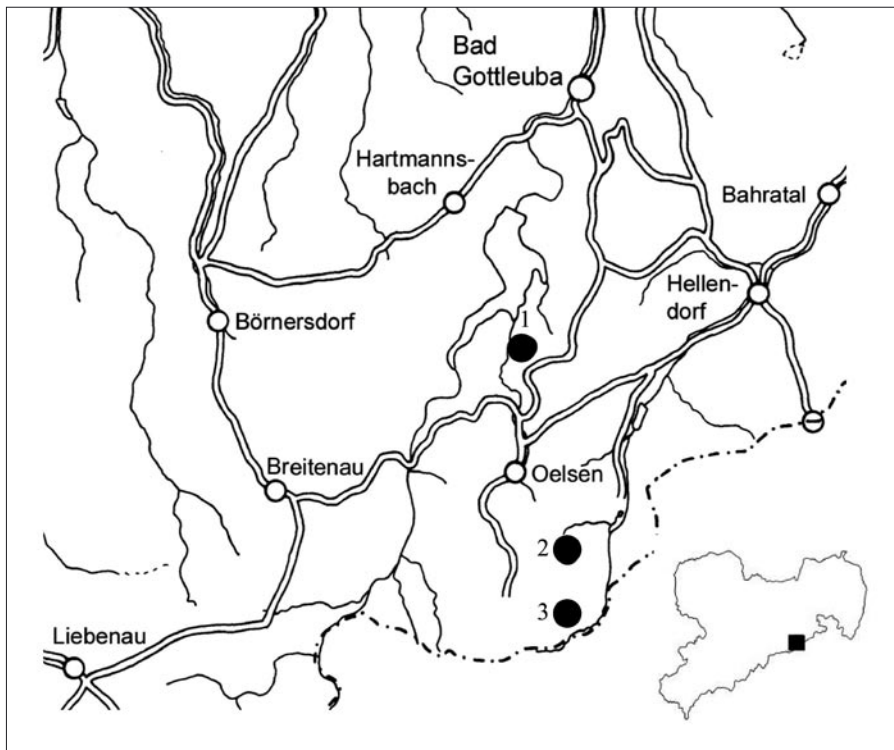 Bad
Gottleuba
Hartmanns-
bach
Bahratal
Hellen-
dorf
Börnersdorf
1
Breitenau
Oelsen
2
3
Liebenau